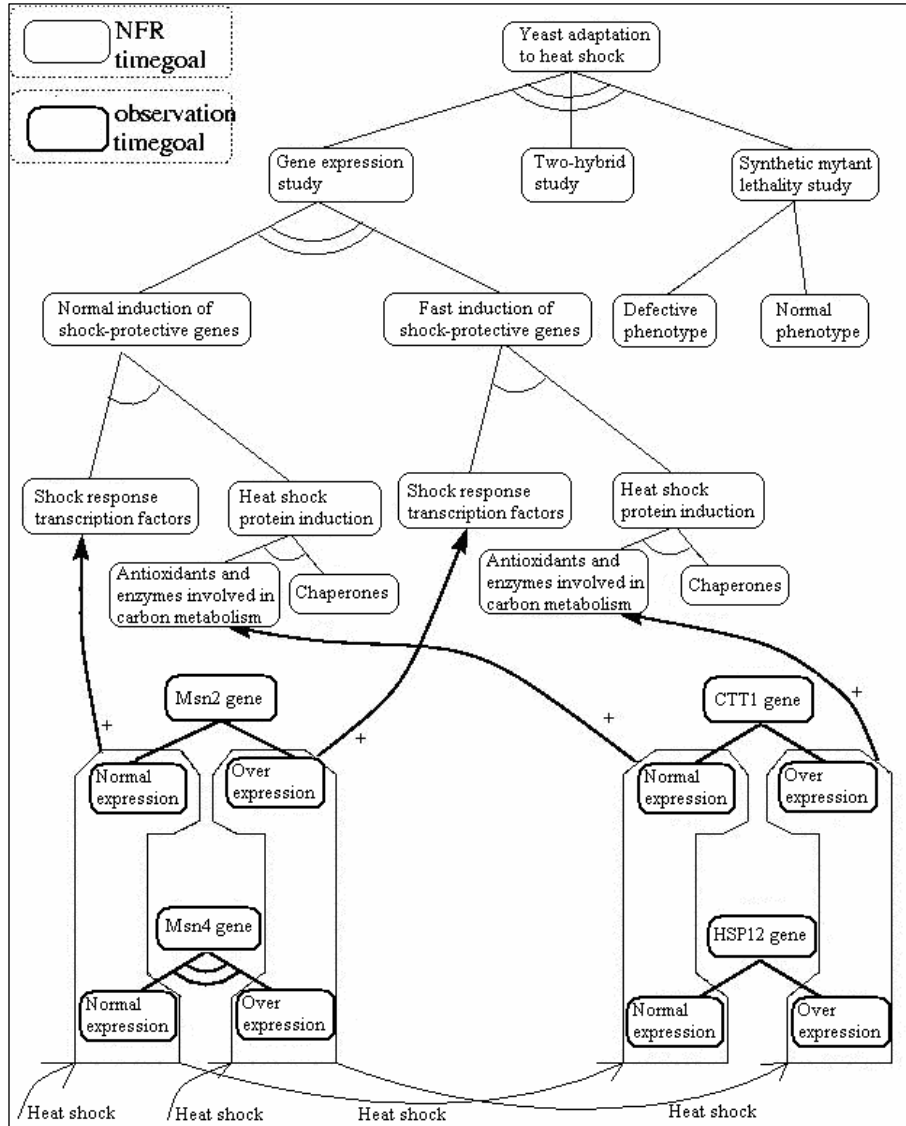 NFR
timegoal
observation
timegoal
Yeast adaptation
to heat shock
Gene expression
study
Two-hybrid
study
Synthetic mytant
lethality study
Normal induction of
shock-protective genes
Fast induction of
shock-protective genes
Defective
phenotype
Normal
phenotype
Shock response
transcription factors
Heat shock
protein induction
Shock response
transcription factors
Heat shock
protein induction
Antioxidants and
enzymes involved in
carbon metabolism
Chaperones
Antioxidants and
enzymes involved in
carbon metabolism
Chaperones
Msn2 gene
CTT1 gene
+
+
+
+
Normal
expression
Over
expression
Normal
expression
Over
expression
Msn4 gene
HSP12 gene
Normal
expression
Over
expression
Normal
expression
Over
expression
Heat shock
Heat shock
Heat shock
Heat shock